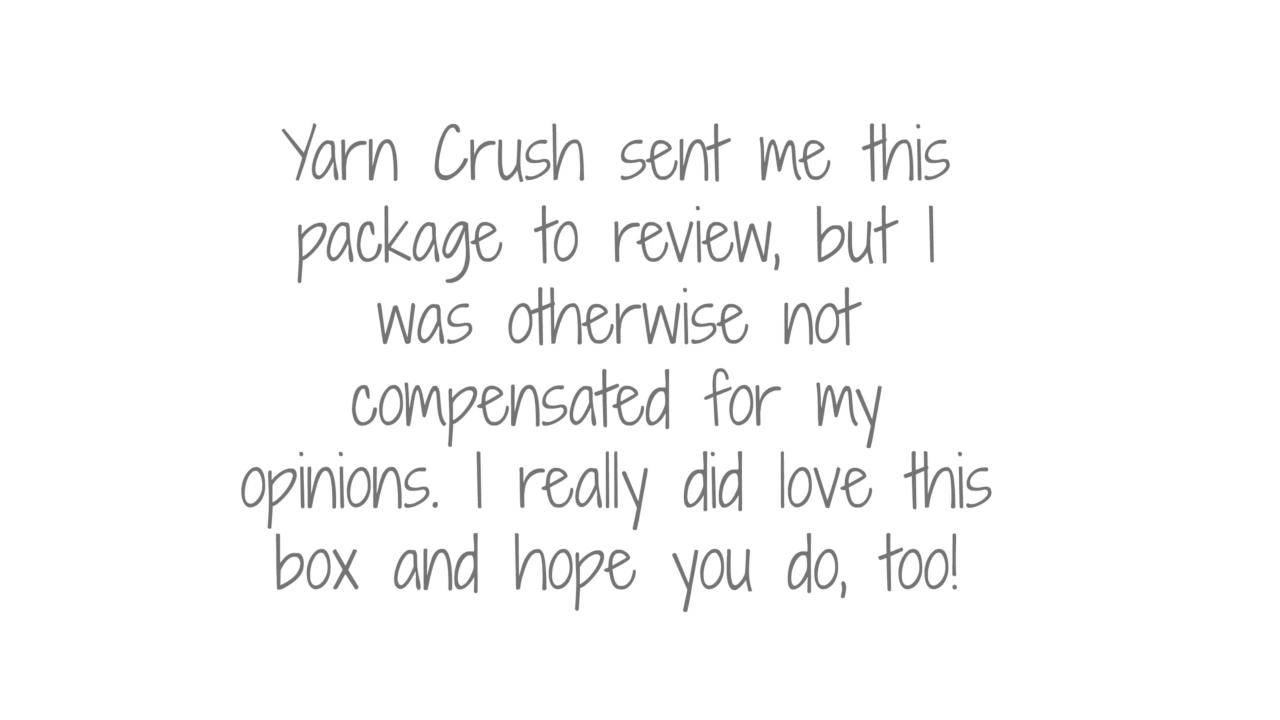 Yarn Crush sent me this
package to review, but I
was otherwise not
compensated for my
opinions. I really did love this
box and hope you do, too!